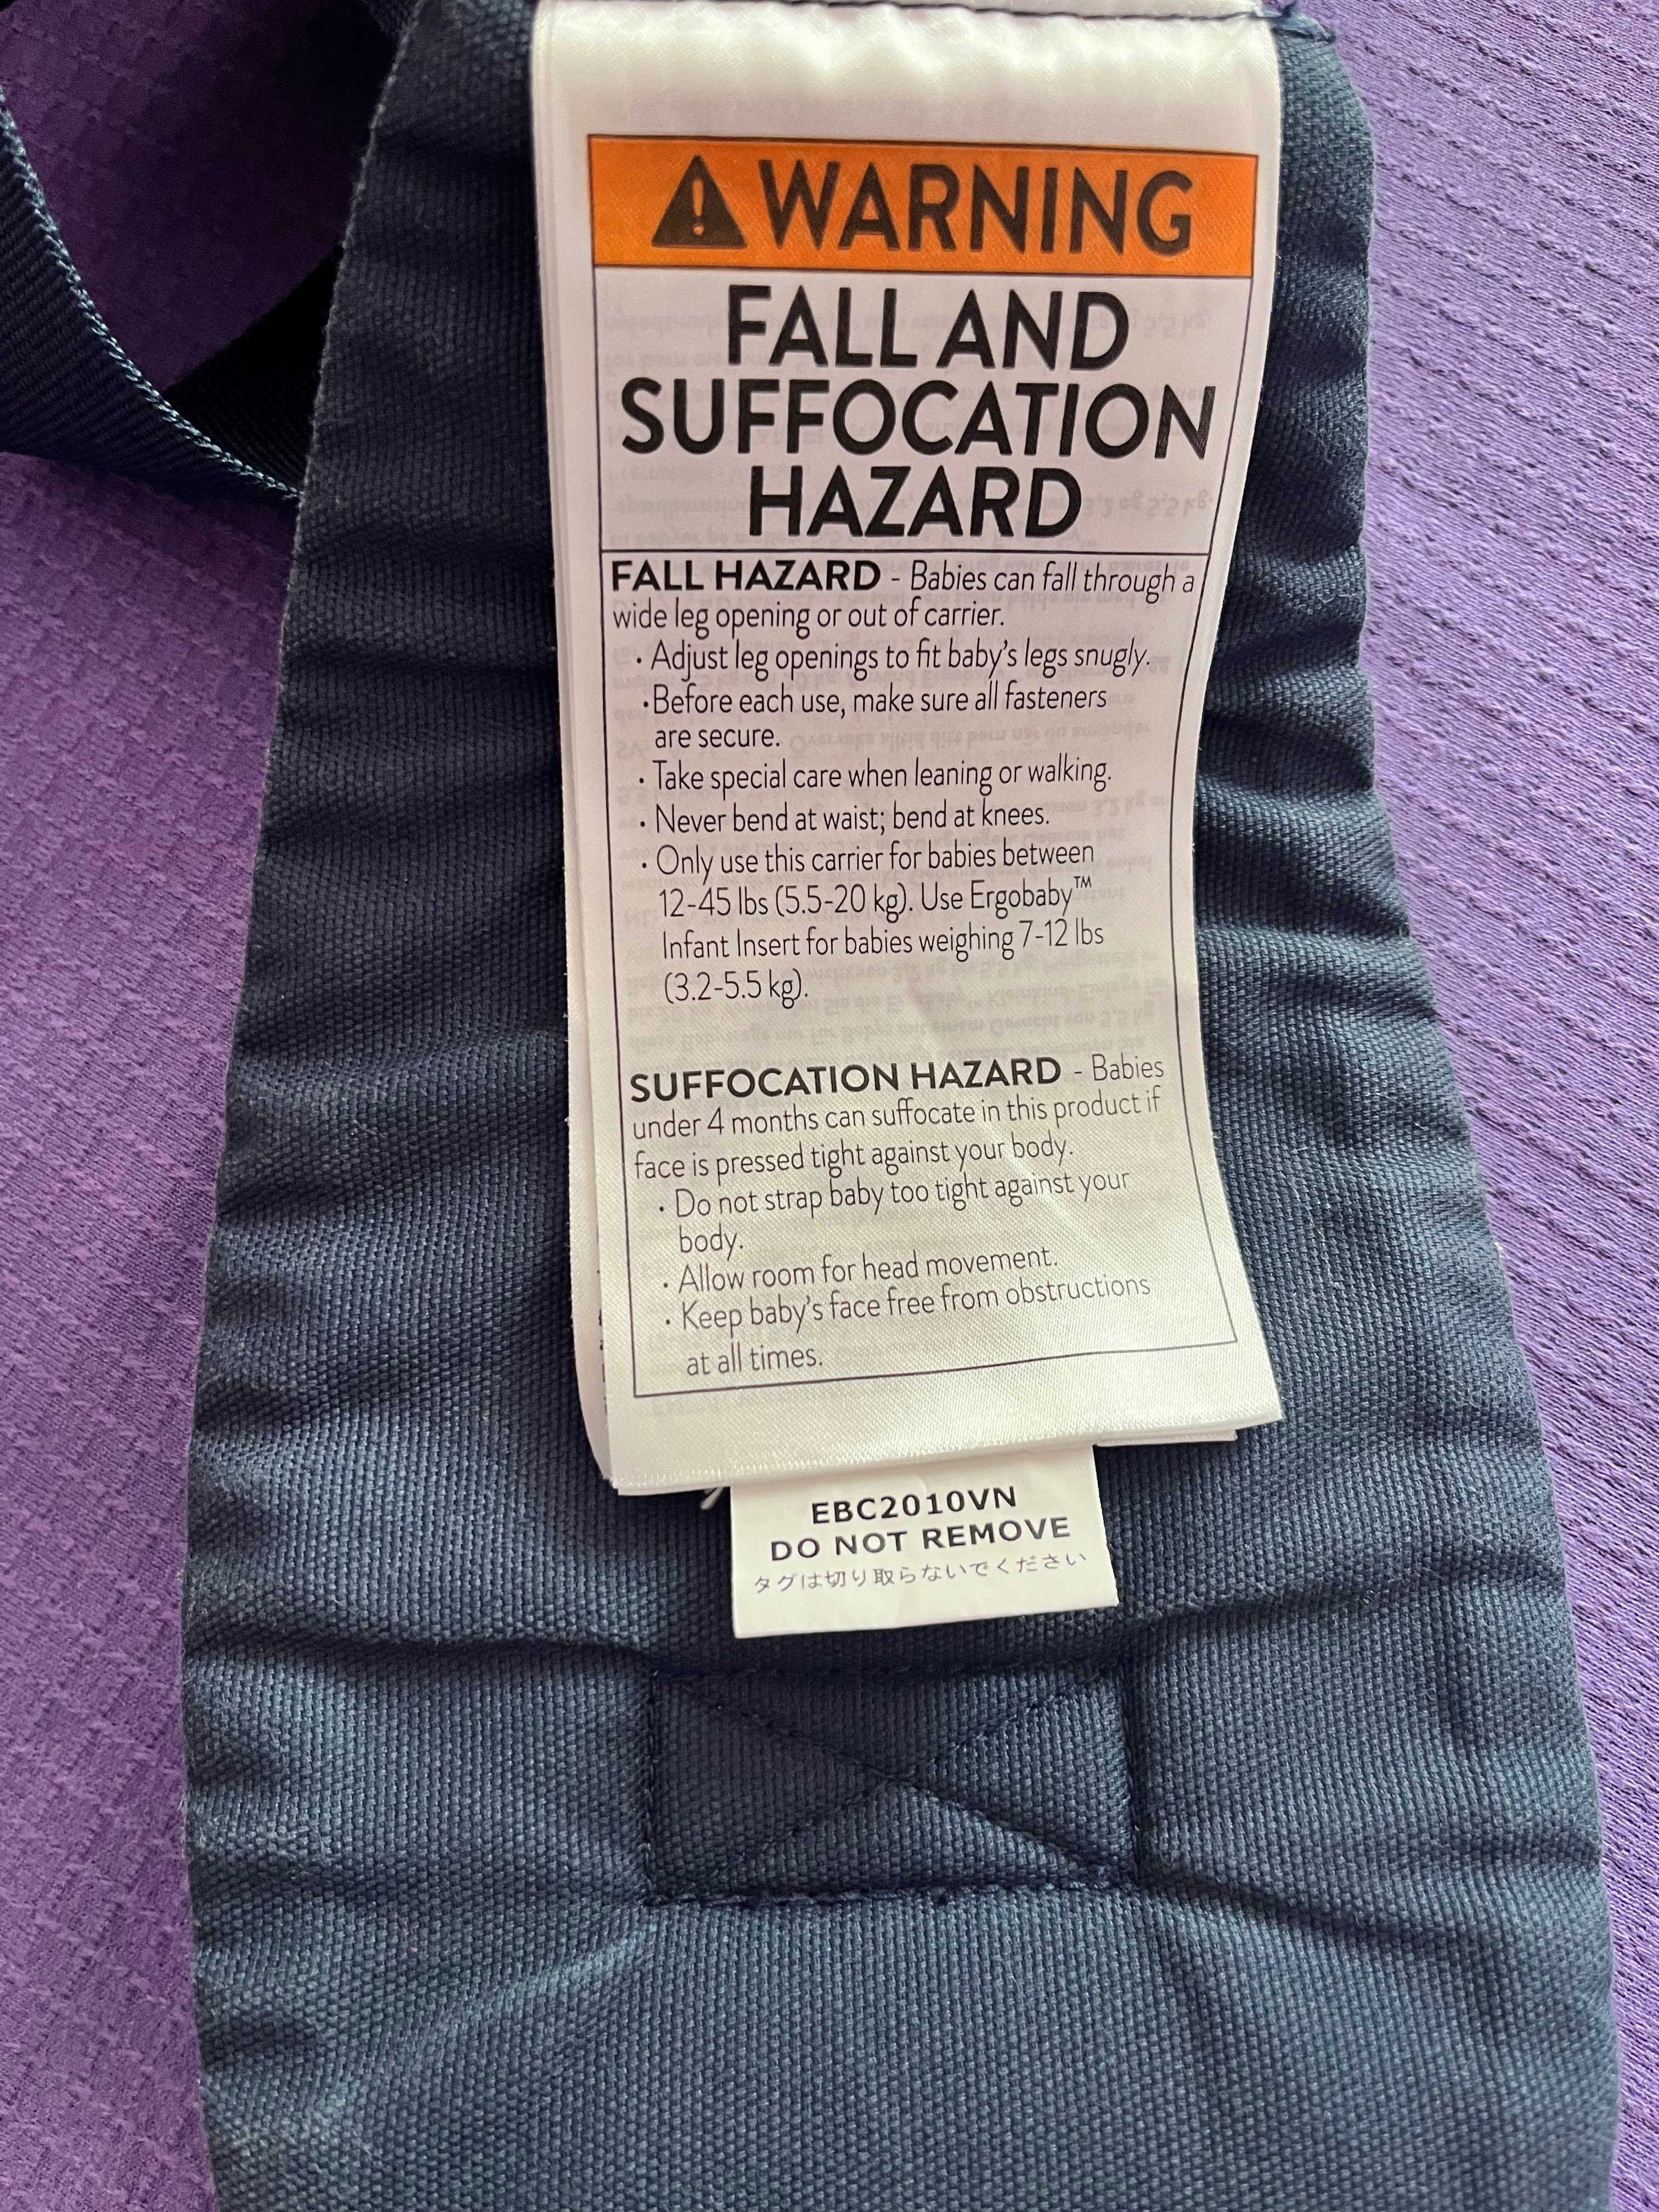 WARNING
FALL AND
SUFFOCATION
HAZARD
FALL HAZARD - Babies can fall through a
wide leg opening or out of carrier.
· Adjust leg openings to fit baby's legs snugly.
· Before each use, make sure all fasteners
are secure.
· Take special care when leaning or walking.
· Never bend at waist; bend at knees.
· Only use this carrier for babies between
12-45 lbs (5.5-20 kg). Use Ergobaby™
Infant Insert for babies weighing 7-12 lbs
(3.2-5.5 kg).
SUFFOCATION HAZARD - Babies
under 4 months can suffocate in this product if
face is pressed tight against your body.
· Do not strap baby too tight against your
body.
· Allow room for head movement.
· Keep baby's face free from obstructions
at all times.
EBC2010VN
DO NOT REMOVE
タグは切り取らないでください